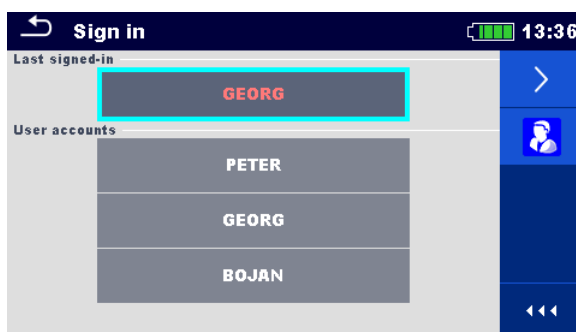 Sign in 13:36
Last signed-in
GEORG
User accounts
PETER
GEORG
BOJAN